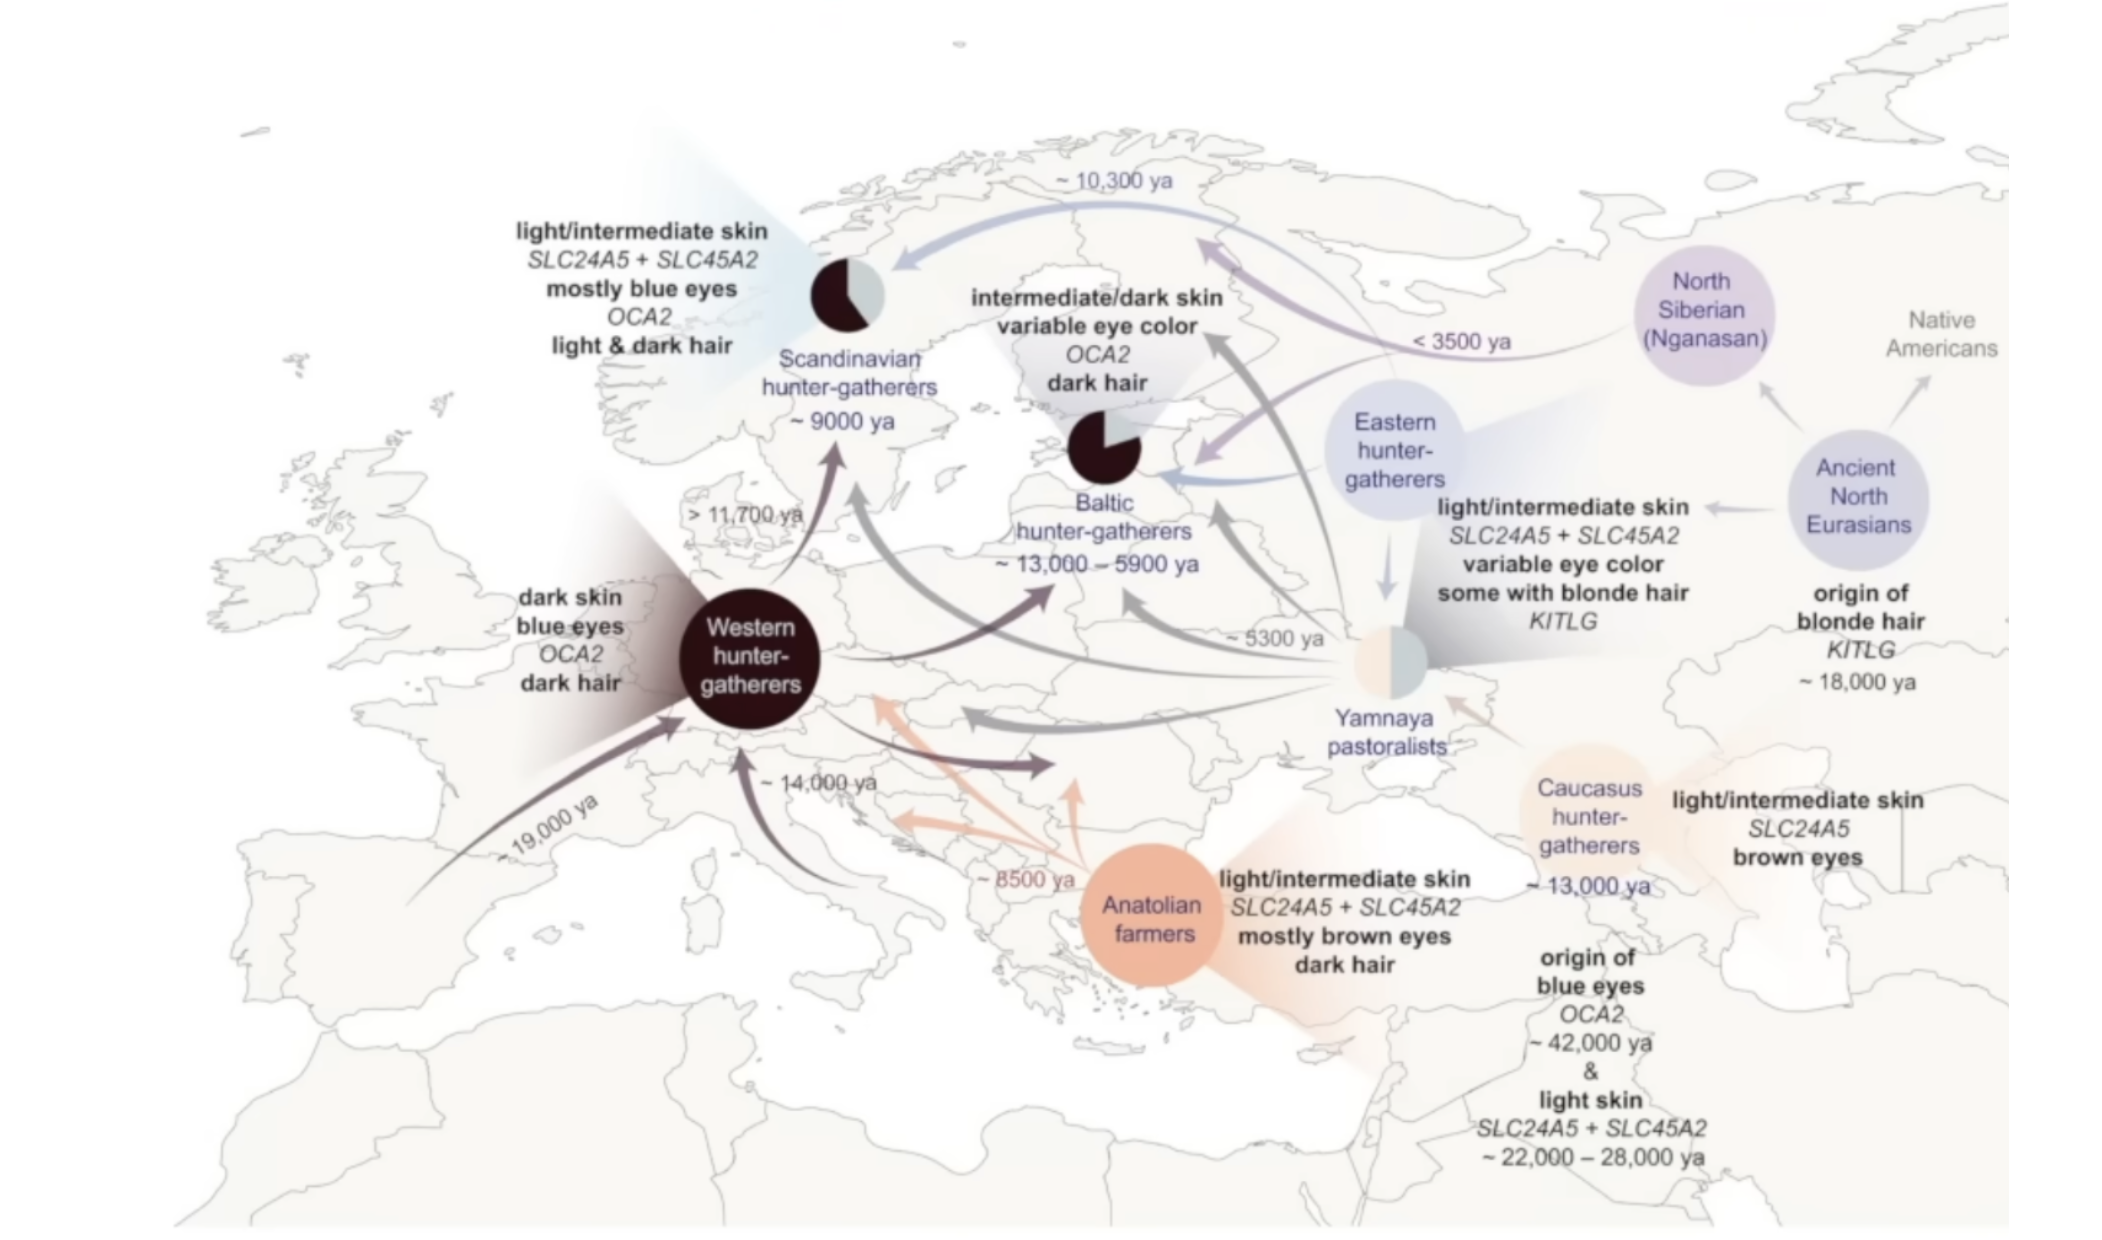 ~ 10,300 ya
light/intermediate skin
SLC24A5 + SLC45A2
mostly blue eyes
OCA2
light & dark hair
Scandinavian
hunter-gatherers
~ 9000 ya
intermediate/dark skin
variable eye color
OCA2
dark hair
Baltic
hunter-gatherers
~ 13,000 – 5900 ya
< 3500 ya
North
Siberian
(Nganasan)
Native
Americans
Eastern
hunter-
gatherers
light/intermediate skin
SLC24A5 + SLC45A2
variable eye color
some with blonde hair
KITLG
Ancient
North
Eurasians
origin of
blonde hair
KITLG
~ 18,000 ya
> 11,700 ya
dark skin
blue eyes
OCA2
dark hair
Western
hunter-
gatherers
~ 5300 ya
Yamnaya
pastoralists
~ 14,000 ya
~ 19,000 ya
~ 8500 ya
Anatolian
farmers
light/intermediate skin
SLC24A5 + SLC45A2
mostly brown eyes
dark hair
Caucasus
hunter-
gatherers
~ 13,000 ya
light/intermediate skin
SLC24A5
brown eyes
origin of
blue eyes
OCA2
~ 42,000 ya
&
light skin
SLC24A5 + SLC45A2
~ 22,000 – 28,000 ya